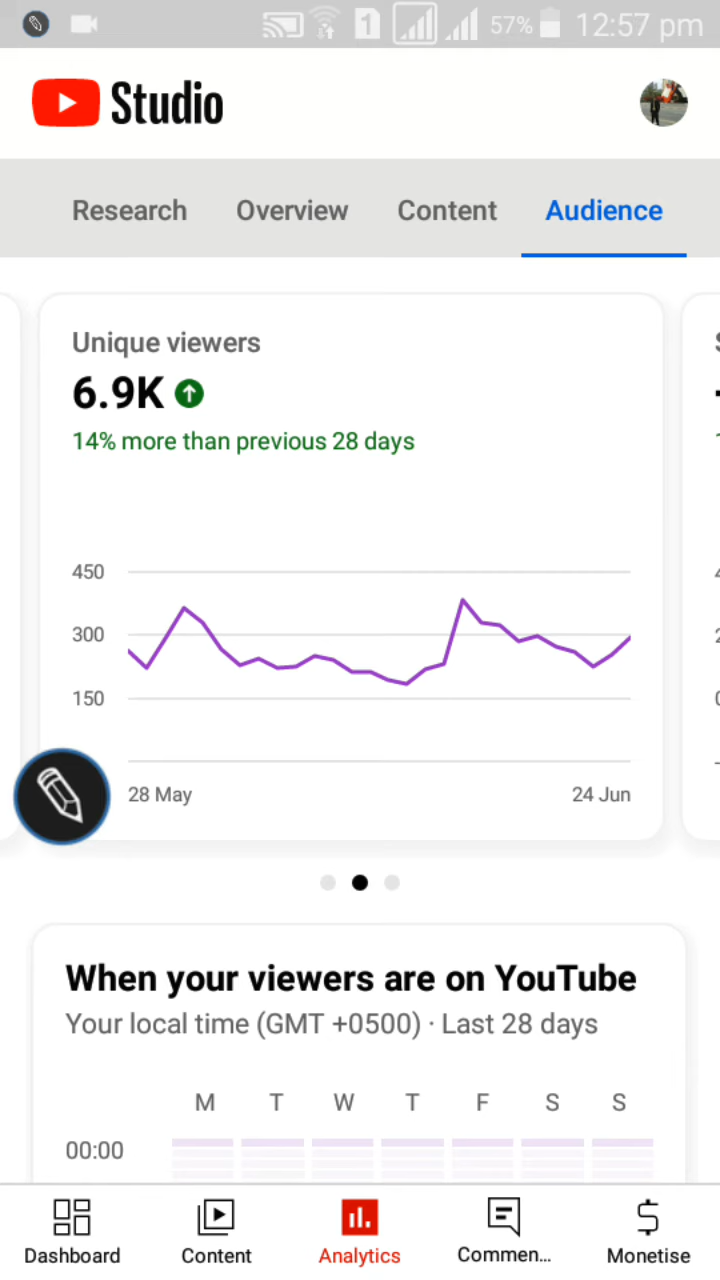 1 57% 12:57 pm
Studio
Research Overview Content Audience
Unique viewers
6.9K
14% more than previous 28 days
450
300
150
28 May 24 Jun
When your viewers are on YouTube
Your local time (GMT +0500) · Last 28 days
M T W T F S S
00:00
Dashboard Content Analytics Commen... Monetise